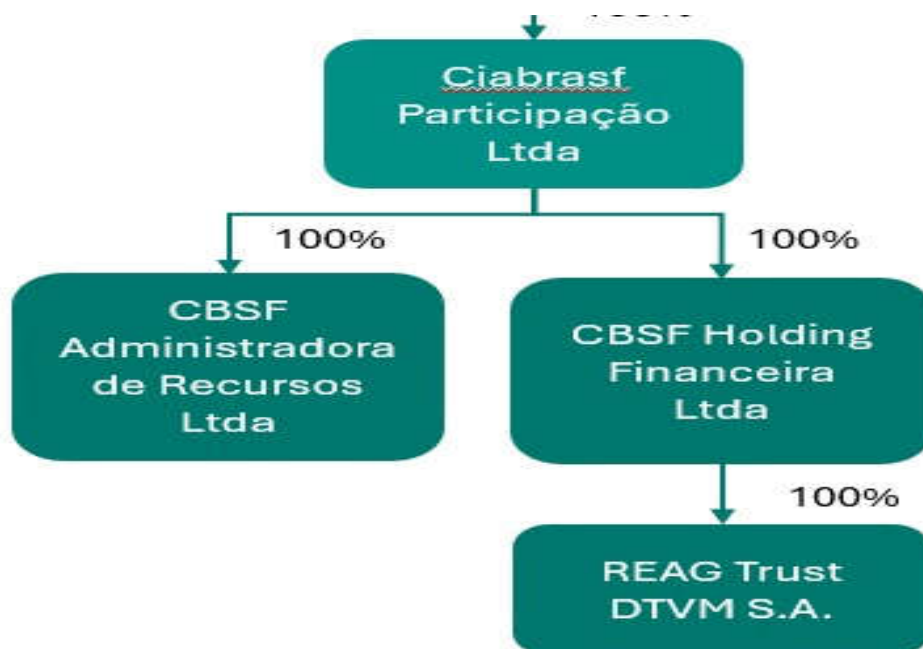 Ciabrasf
Participação
Ltda
100%
100%
CBSF
Administradora
de Recursos
Ltda
CBSF Holding
Financeira
Ltda
100%
REAG Trust
DTVM S.A.